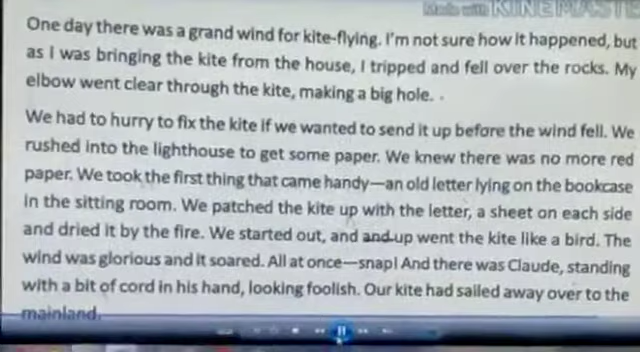 Made with KINEMASTE
One day there was a grand wind for kite-flying. I'm not sure how it happened, but
as I was bringing the kite from the house, I tripped and fell over the rocks. My
elbow went clear through the kite, making a big hole. .
We had to hurry to fix the kite if we wanted to send it up before the wind fell. We
rushed into the lighthouse to get some paper. We knew there was no more red
paper. We took the first thing that came handy—an old letter lying on the bookcase
in the sitting room. We patched the kite up with the letter, a sheet on each side
and dried it by the fire. We started out, and and up went the kite like a bird. The
wind was glorious and it soared. All at once—snap! And there was Claude, standing
with a bit of cord in his hand, looking foolish. Our kite had sailed away over to the
mainland.